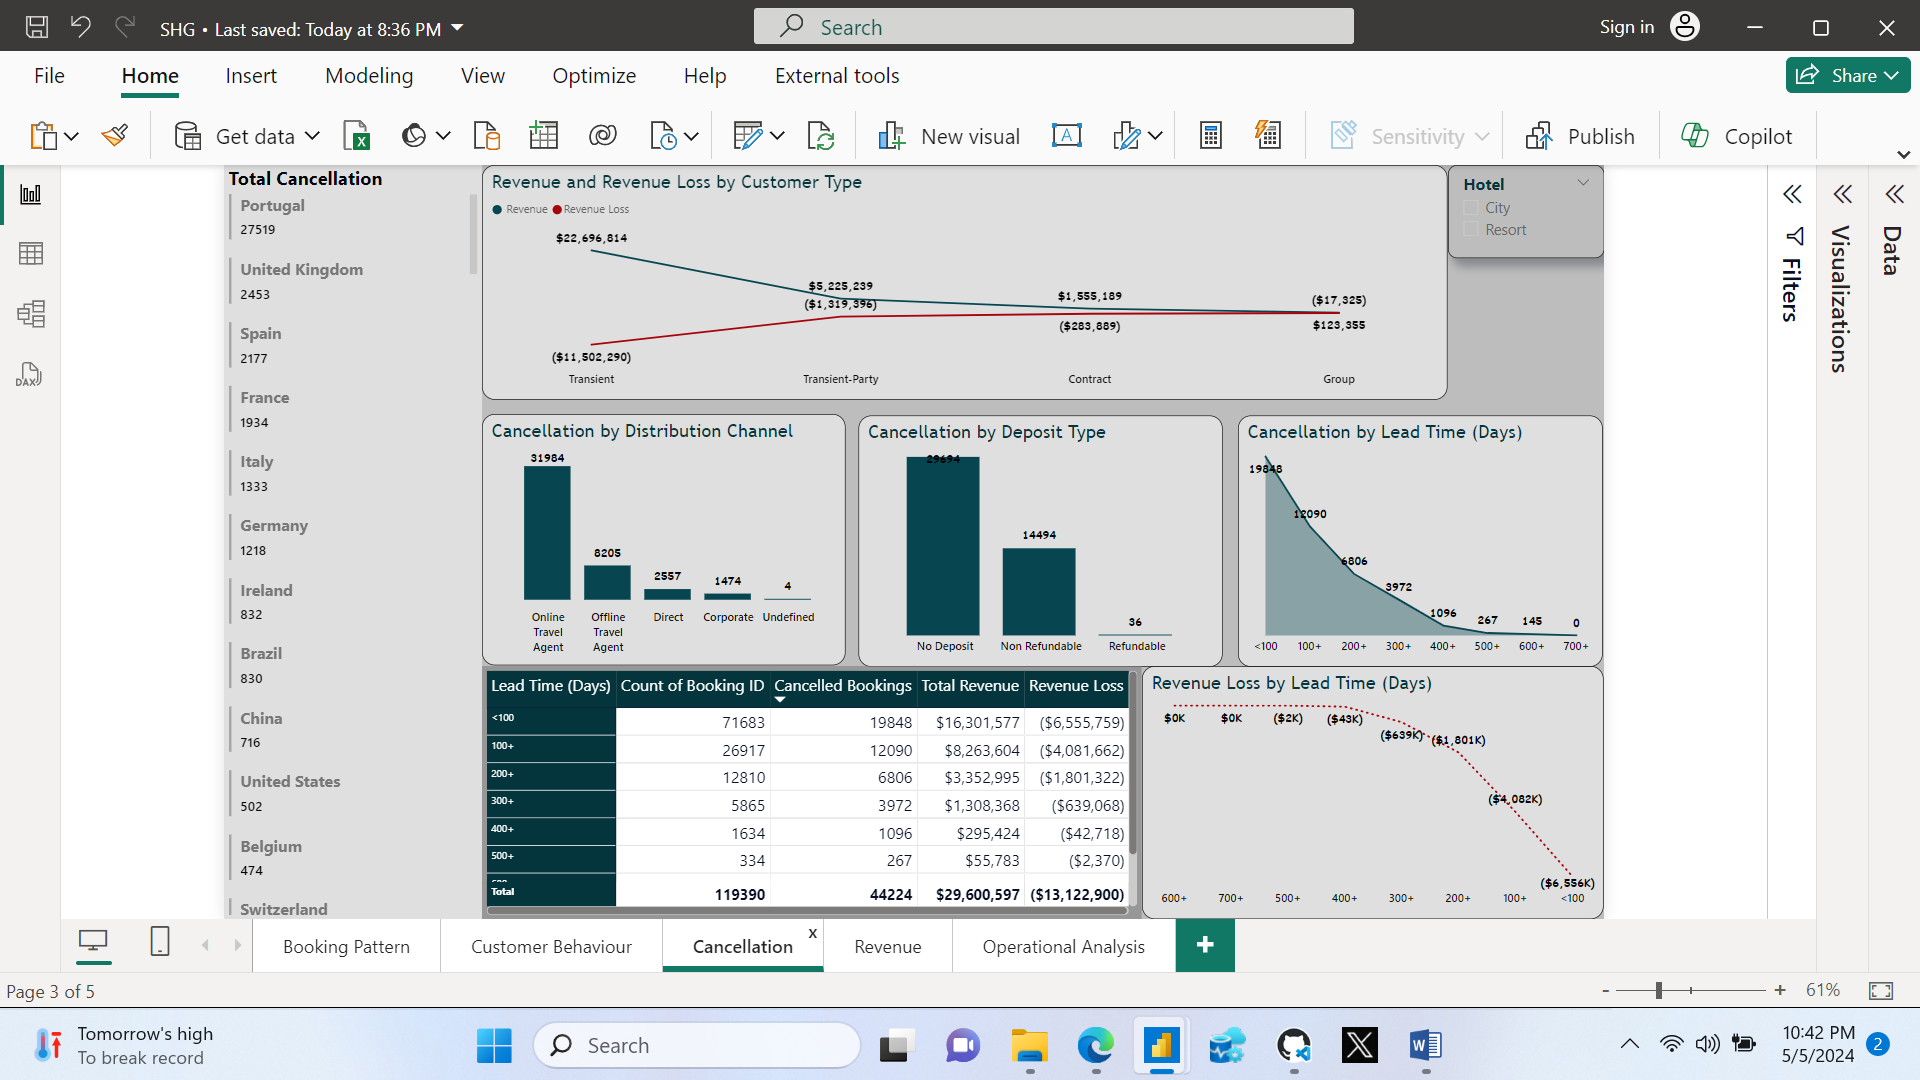 SHG • Last saved: Today at 8:36 PM
Search
Sign in
File
Home
Insert
Modeling
View
Optimize
Help
External tools
Share
Get data
New visual
Sensitivity
Publish
Copilot
DAX
Total Cancellation
Portugal
27519
United Kingdom
2453
Spain
2177
France
1934
Italy
1333
Germany
1218
Ireland
832
Brazil
830
China
716
United States
502
Belgium
474
Switzerland
Revenue and Revenue Loss by Customer Type
Revenue Revenue Loss
$22,696,814
$5,225,239
($1,319,396)
$1,555,189
($17,325)
($283,889)
$123,355
($11,502,290)
Transient Transient-Party Contract Group
Hotel
City
Resort
Filters
Visualizations
Data
Cancellation by Distribution Channel
31984
8205
2557
1474
4
Online Travel Agent
Offline Travel Agent
Direct
Corporate
Undefined
Cancellation by Deposit Type
29694
14494
36
No Deposit Non Refundable Refundable
Cancellation by Lead Time (Days)
19848
12090
6806
3972
1096
267
145
0
<100 100+ 200+ 300+ 400+ 500+ 600+ 700+
Lead Time (Days) Count of Booking ID Cancelled Bookings Total Revenue Revenue Loss
<100 71683 19848 $16,301,577 ($6,555,759)
100+ 26917 12090 $8,263,604 ($4,081,662)
200+ 12810 6806 $3,352,995 ($1,801,322)
300+ 5865 3972 $1,308,368 ($639,068)
400+ 1634 1096 $295,424 ($42,718)
500+ 334 267 $55,783 ($2,370)
Total 119390 44224 $29,600,597 ($13,122,900)
Revenue Loss by Lead Time (Days)
$0K $0K ($2K) ($43K)
($639K) ($1,801K)
($4,082K)
($6,556K)
600+ 700+ 500+ 400+ 300+ 200+ 100+ <100
Booking Pattern
Customer Behaviour
Cancellation
x
Revenue
Operational Analysis
+
Page 3 of 5
- + 61%
Tomorrow's high
To break record
Search
10:42 PM
5/5/2024
2